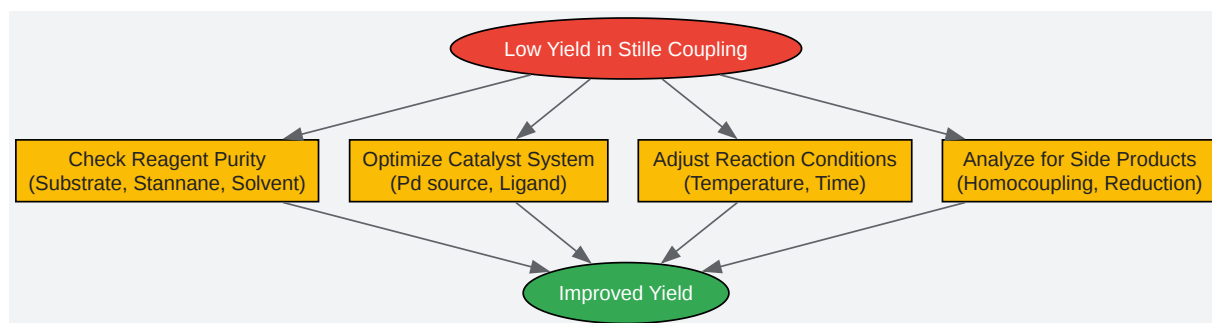 Low Yield in Stille Coupling
Check Reagent Purity
(Substrate, Stannane, Solvent)
Optimize Catalyst System
(Pd source, Ligand)
Adjust Reaction Conditions
(Temperature, Time)
Analyze for Side Products
(Homocoupling, Reduction)
Improved Yield